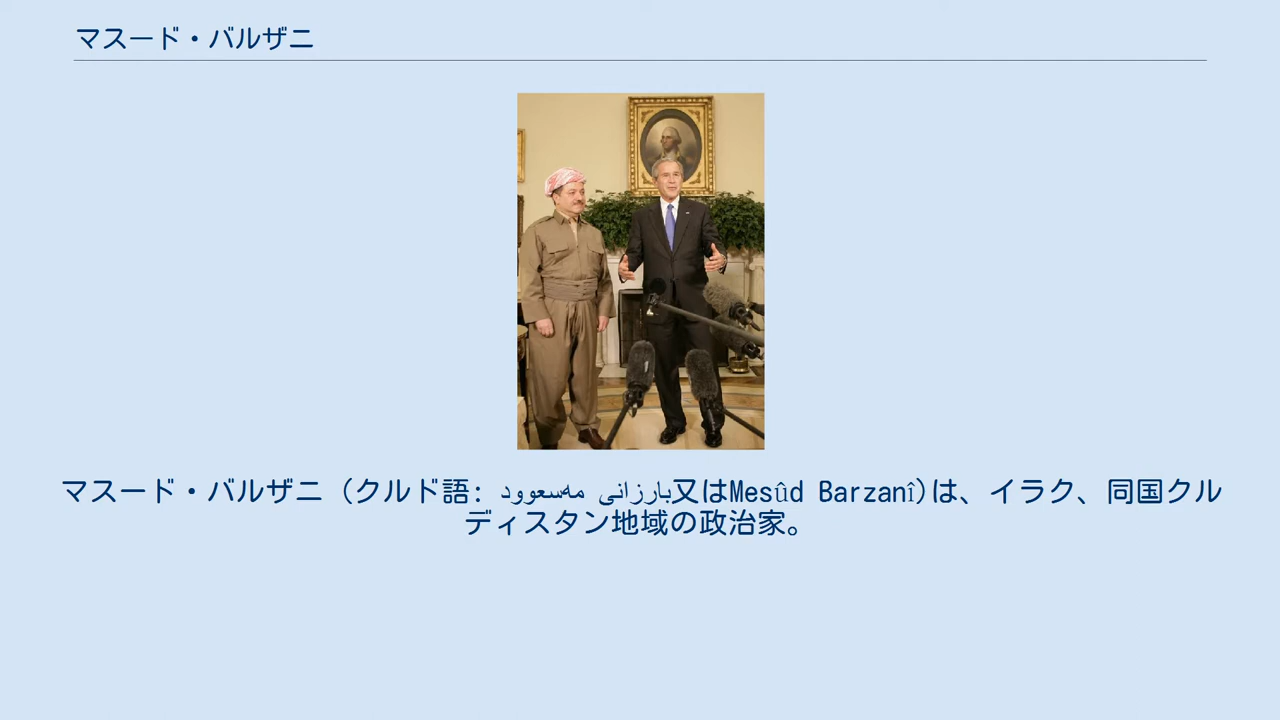 マスード・バルザニ
マスード・バルザニ（クルド語: مەسعوود بارزانی又はMesûd Barzanî)は、イラク、同国クル
ディスタン地域の政治家。